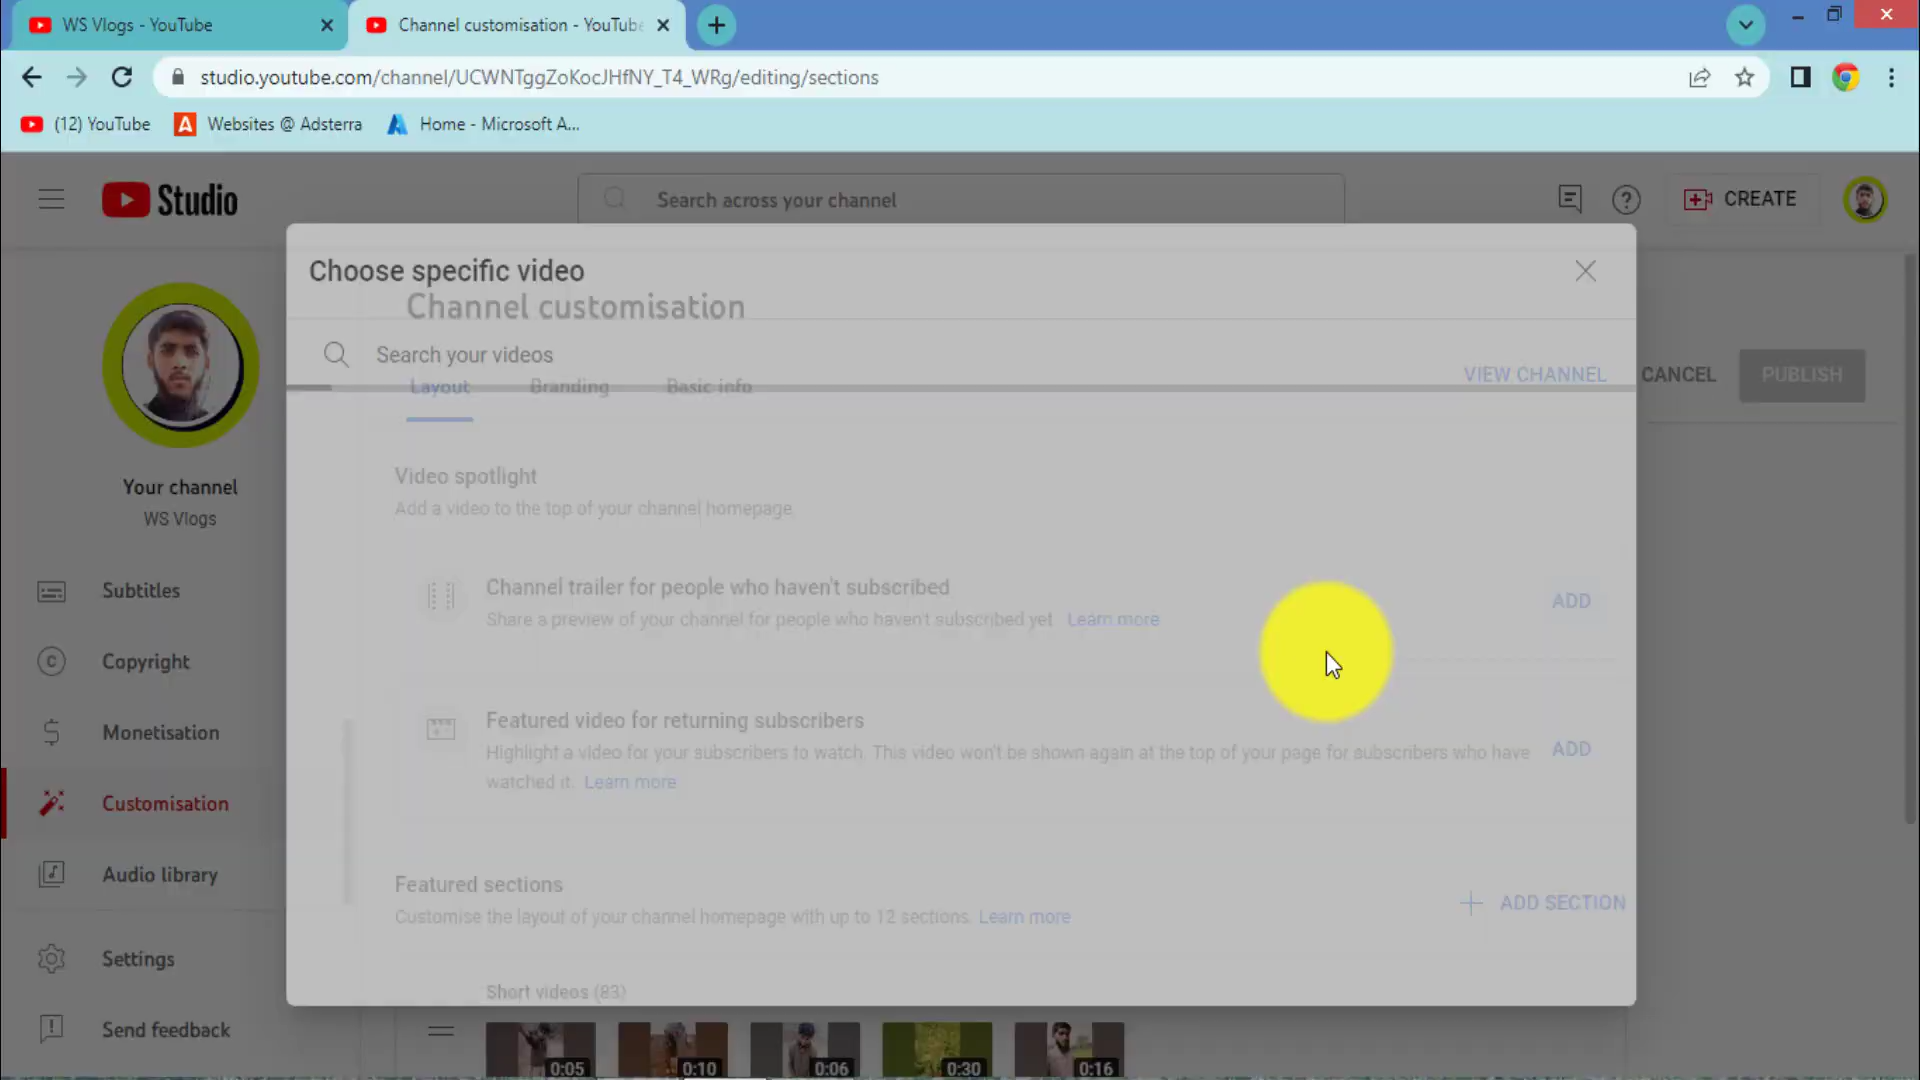 WS Vlogs - YouTube
Channel customisation - YouTube
studio.youtube.com/channel/UCWNTggZoKocJHfNY_T4_WRg/editing/sections
(12) YouTube
Websites @ Adsterra
Home - Microsoft A...
Studio
Search across your channel
CREATE
Choose specific video
Channel customisation
Search your videos
Layout
Branding
Basic info
VIEW CHANNEL
CANCEL
PUBLISH
Your channel
WS Vlogs
Video spotlight
Add a video to the top of your channel homepage.
Channel trailer for people who haven't subscribed
Share a preview of your channel for people who haven't subscribed yet Learn more
ADD
Featured video for returning subscribers
Highlight a video for your subscribers to watch. This video won't be shown again at the top of your page for subscribers who have
watched it. Learn more
ADD
Subtitles
Copyright
Monetisation
Customisation
Audio library
Settings
Send feedback
Featured sections
Customise the layout of your channel homepage with up to 12 sections. Learn more
ADD SECTION
Short videos (83)
0:05
0:10
0:06
0:30
0:16